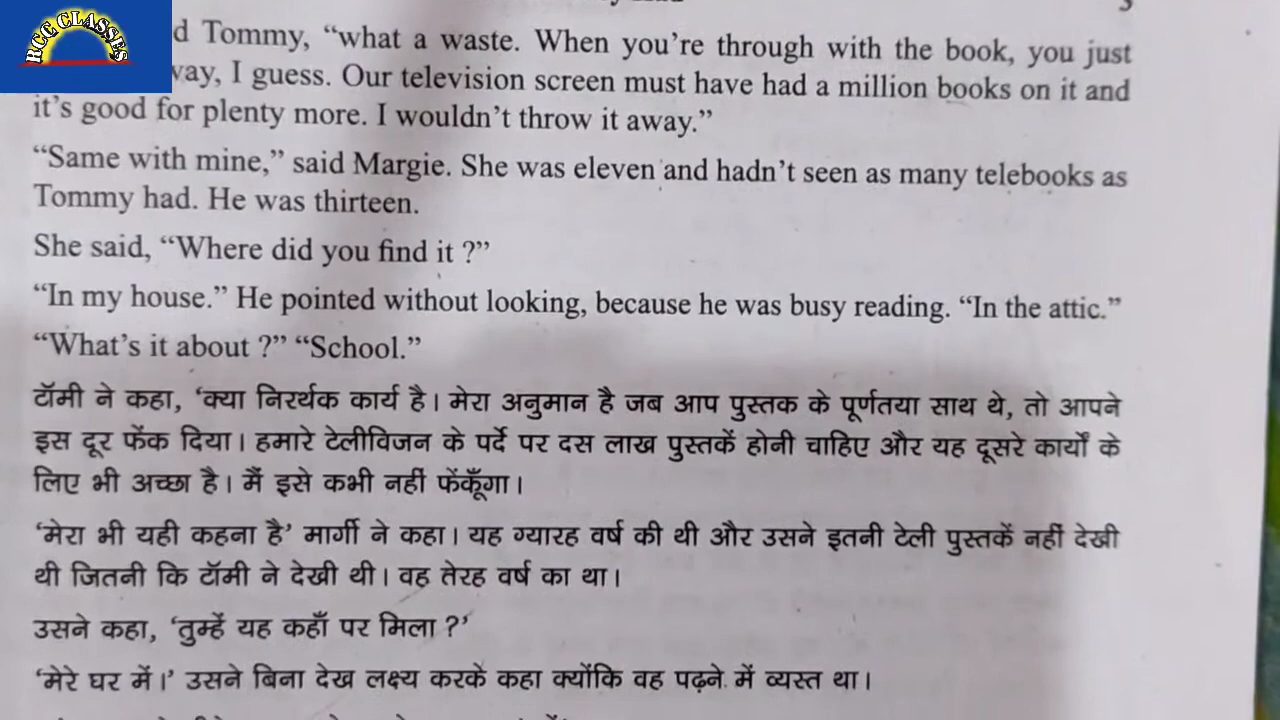 RCC CLASSES
d Tommy, “what a waste. When you’re through with the book, you just
way, I guess. Our television screen must have had a million books on it and
it’s good for plenty more. I wouldn’t throw it away.”
“Same with mine,” said Margie. She was eleven and hadn’t seen as many telebooks as
Tommy had. He was thirteen.
She said, “Where did you find it ?”
“In my house.” He pointed without looking, because he was busy reading. “In the attic.”
“What’s it about ?” “School.”
टॉमी ने कहा, ‘क्या निरर्थक कार्य है। मेरा अनुमान है जब आप पुस्तक के पूर्णतया साथ थे, तो आपने
इस दूर फेंक दिया। हमारे टेलीविजन के पर्दे पर दस लाख पुस्तकें होनी चाहिए और यह दूसरे कार्यों के
लिए भी अच्छा है। मैं इसे कभी नहीं फेंकूँगा।
‘मेरा भी यही कहना है’ मार्गी ने कहा। यह ग्यारह वर्ष की थी और उसने इतनी टेली पुस्तकें नहीं देखी
थी जितनी कि टॉमी ने देखी थी। वह तेरह वर्ष का था।
उसने कहा, ‘तुम्हें यह कहाँ पर मिला ?’
‘मेरे घर में।’ उसने बिना देख लक्ष्य करके कहा क्योंकि वह पढ़ने में व्यस्त था।